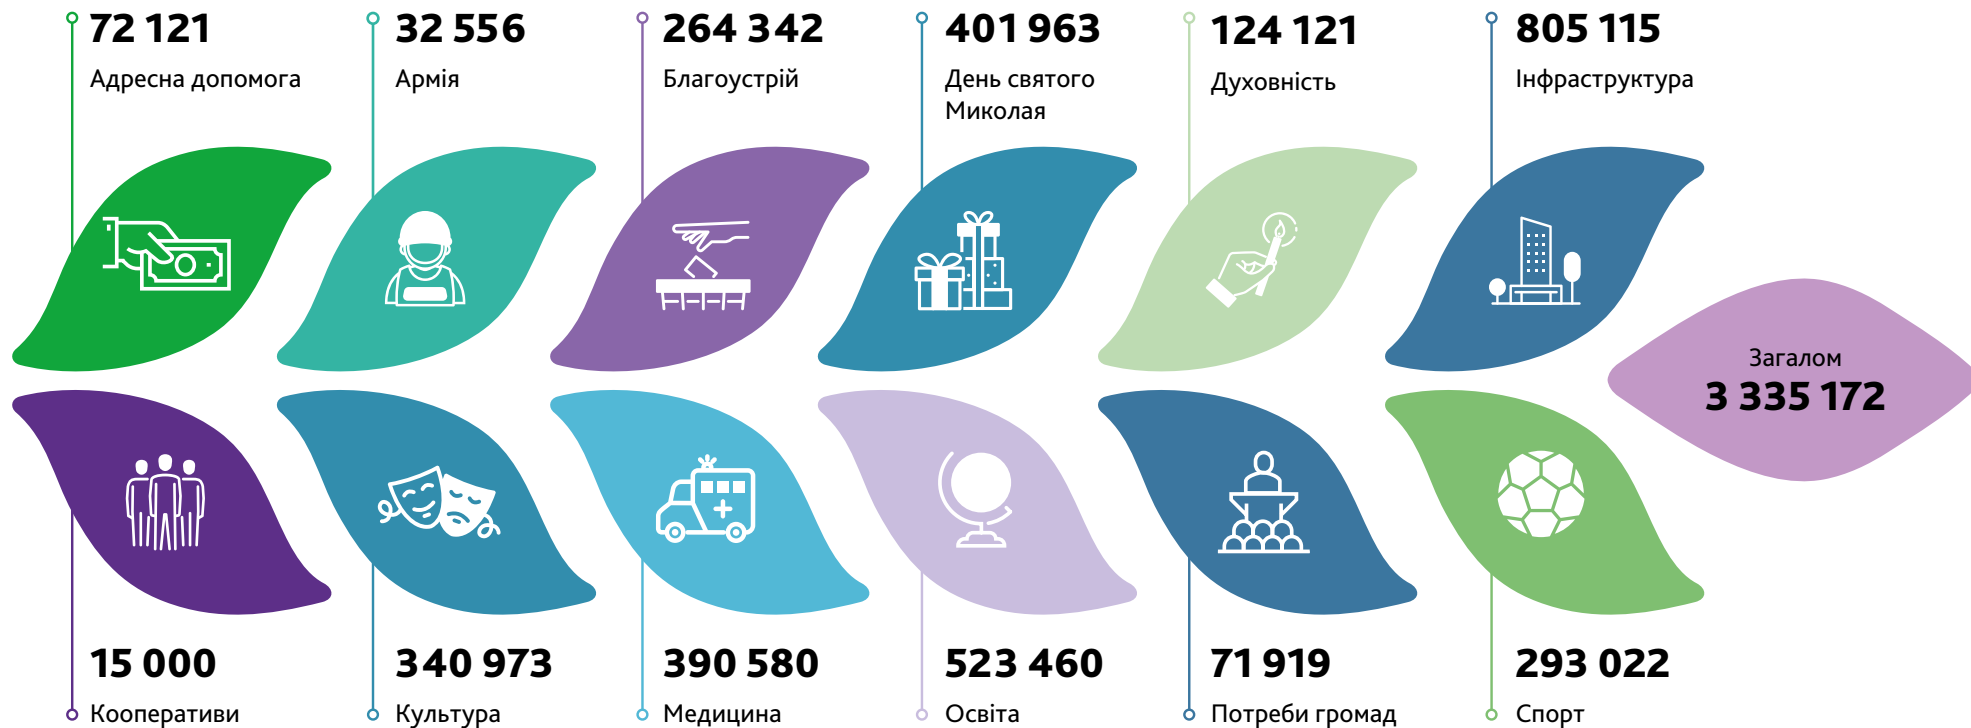 72 121
Адресна допомога
32 556
Армія
264 342
Благоустрій
401 963
День святого
Миколая
124 121
Духовність
805 115
Інфраструктура
Загалом
3 335 172
15 000
Кооперативи
340 973
Культура
390 580
Медицина
523 460
Освіта
71 919
Потреби громад
293 022
Спорт